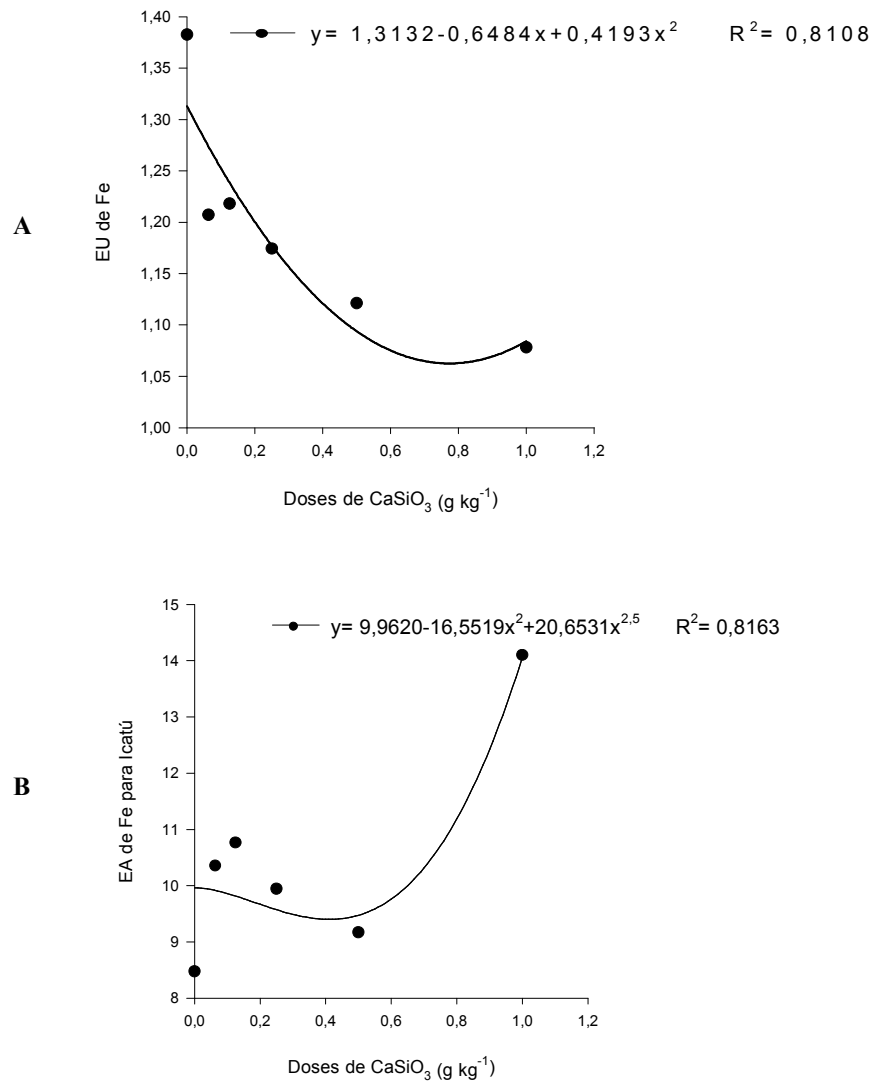 y = 1,3132-0,6484x+0,4193x² R² = 0,8108
1,40
1,35
1,30
1,25
1,20
1,15
1,10
1,05
1,00
EU de Fe
A
0,0 0,2 0,4 0,6 0,8 1,0 1,2
Doses de CaSiO₃ (g kg⁻¹)
y= 9,9620-16,5519x²+20,6531x²,⁵ R²= 0,8163
15
14
13
12
11
10
9
8
EA de Fe para Icatú
B
0,0 0,2 0,4 0,6 0,8 1,0 1,2
Doses de CaSiO₃ (g kg⁻¹)